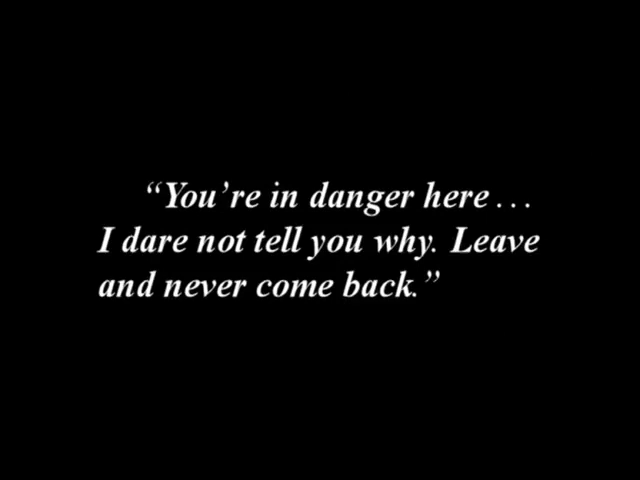 “You’re in danger here...
I dare not tell you why. Leave
and never come back.”